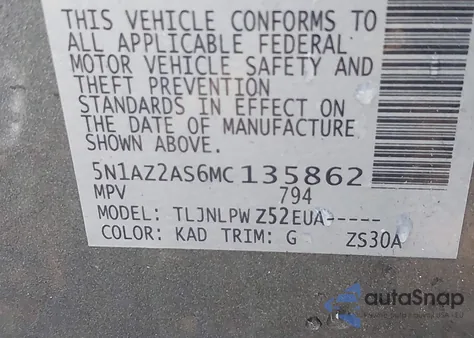 THIS VEHICLE CONFORMS TO
ALL APPLICABLE FEDERAL
MOTOR VEHICLE SAFETY AND
THEFT PREVENTION
STANDARDS IN EFFECT ON
THE DATE OF MANUFACTURE
SHOWN ABOVE.
5N1AZ2AS6MC135862
MPV 794
MODEL: TLJNLPW Z52EUA-----
COLOR: KAD TRIM: G ZS30A
autoSnap